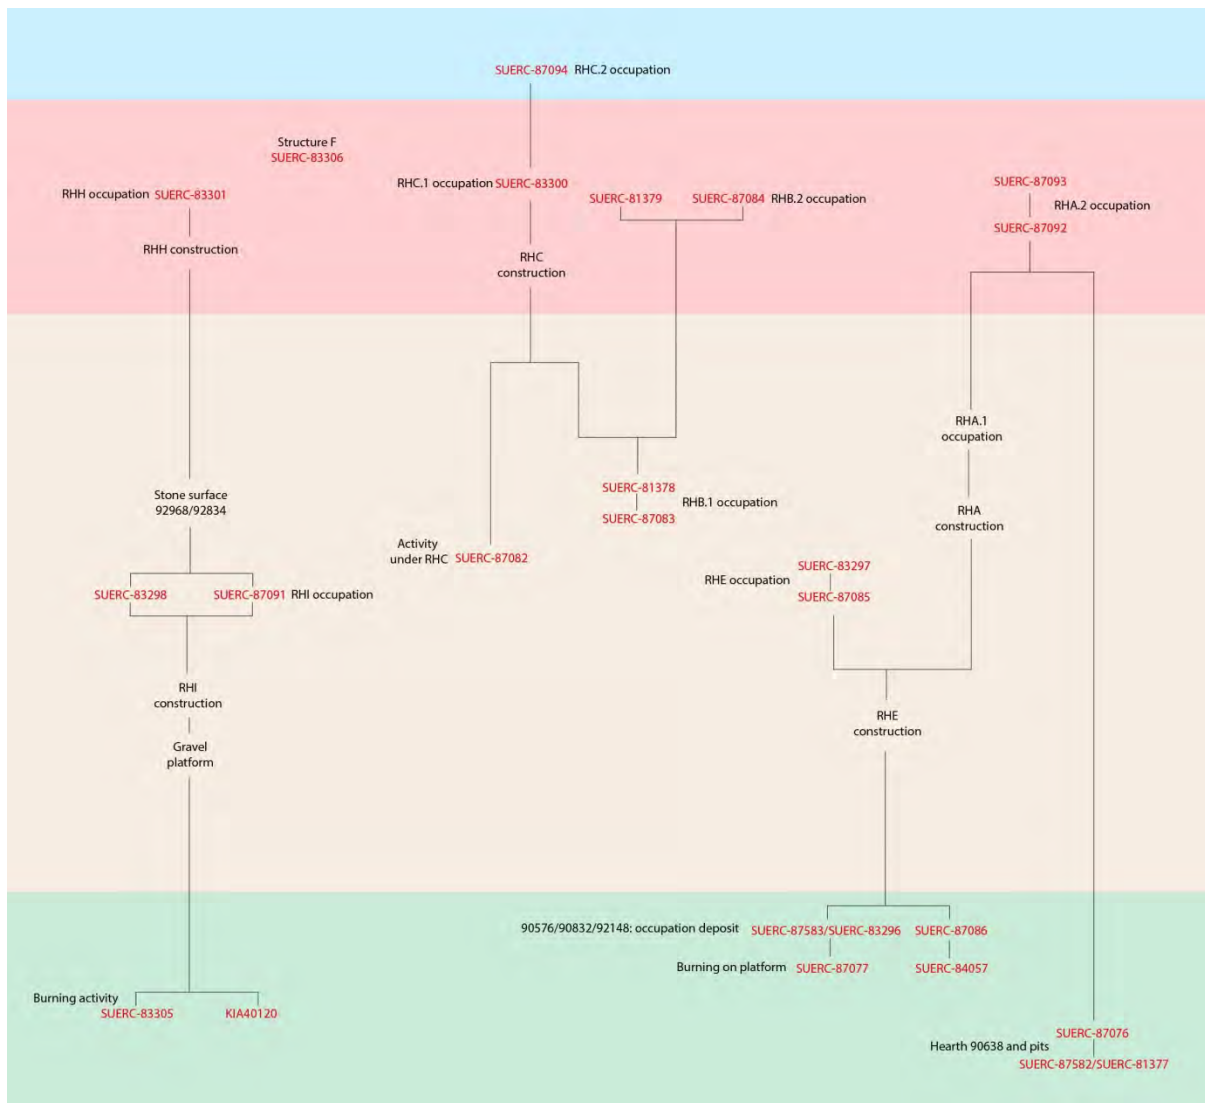 SUERC-87094 RHC.2 occupation
Structure F
SUERC-83306
RHH occupation SUERC-83301
RHC.1 occupation SUERC-83300
SUERC-81379 SUERC-87084 RHB.2 occupation
SUERC-87093
RHA.2 occupation
SUERC-87092
RHH construction
RHC
construction
RHA.1
occupation
Stone surface
92968/92834
SUERC-81378
RHB.1 occupation
SUERC-87083
RHA
construction
Activity
under RHC SUERC-87082
SUERC-83297
RHE occupation
SUERC-87085
SUERC-83298 SUERC-87091 RHI occupation
RHI
construction
RHE
construction
Gravel
platform
90576/90832/92148: occupation deposit SUERC-87583/SUERC-83296 SUERC-87086
Burning on platform SUERC-87077 SUERC-84057
Burning activity
SUERC-83305 KIA40120
SUERC-87076
Hearth 90638 and pits
SUERC-87582/SUERC-81377